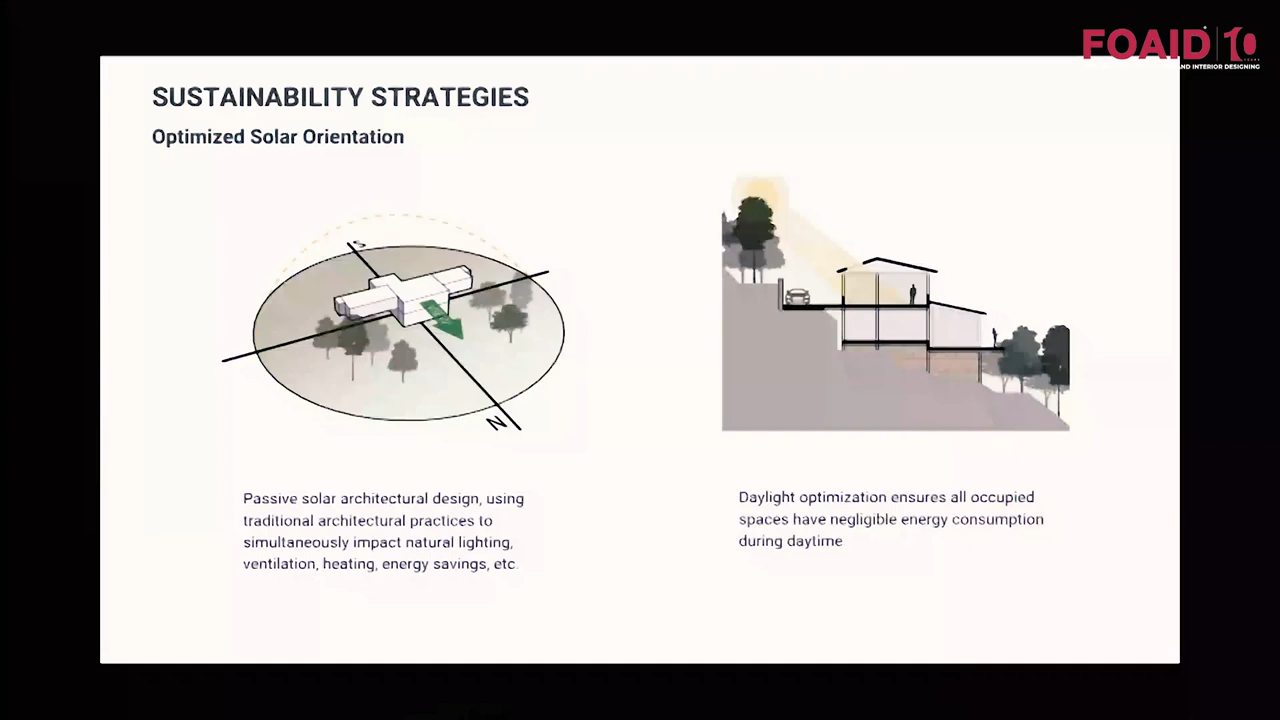 FOAID 10
AND INTERIOR DESIGNING
SUSTAINABILITY STRATEGIES
Optimized Solar Orientation
S
N
Passive solar architectural design, using
traditional architectural practices to
simultaneously impact natural lighting,
ventilation, heating, energy savings, etc.
Daylight optimization ensures all occupied
spaces have negligible energy consumption
during daytime